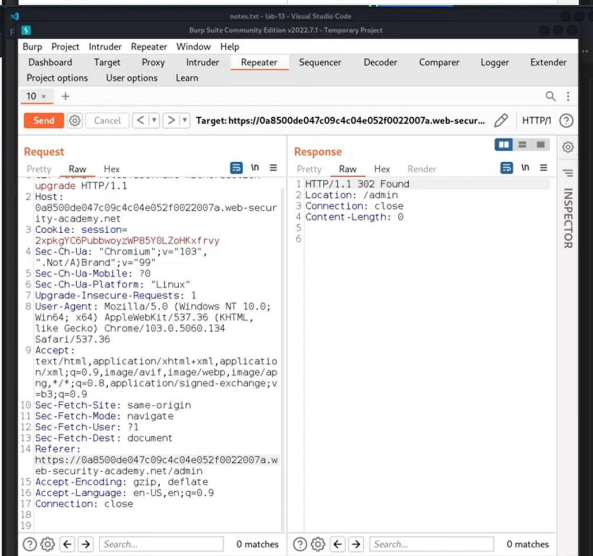 notes.txt - lab-13 - Visual Studio Code
Burp Suite Community Edition v2022.7.1 - Temporary Project
Burp Project Intruder Repeater Window Help
Dashboard Target Proxy Intruder Repeater Sequencer Decoder Comparer Logger Extender
Project options User options Learn
10 × +
Send Cancel < > Target: https://0a8500de047c09c4c04e052f0022007a.web-secur... HTTP/1
Request
Pretty Raw Hex \n
upgrade HTTP/1.1
2 Host:
0a8500de047c09c4c04e052f0022007a.web-secur
ity-academy.net
3 Cookie: session=
2xpkgYC6PubbwoyzWP85Y0LZoHKxfrvy
4 Sec-Ch-Ua: "Chromium";v="103",
".Not/A)Brand";v="99"
5 Sec-Ch-Ua-Mobile: ?0
6 Sec-Ch-Ua-Platform: "Linux"
7 Upgrade-Insecure-Requests: 1
8 User-Agent: Mozilla/5.0 (Windows NT 10.0;
Win64; x64) AppleWebKit/537.36 (KHTML,
like Gecko) Chrome/103.0.5060.134
Safari/537.36
9 Accept:
text/html,application/xhtml+xml,applicatio
n/xml;q=0.9,image/avif,image/webp,image/ap
ng,*/*;q=0.8,application/signed-exchange;v
=b3;q=0.9
10 Sec-Fetch-Site: same-origin
11 Sec-Fetch-Mode: navigate
12 Sec-Fetch-User: ?1
13 Sec-Fetch-Dest: document
14 Referer:
https://0a8500de047c09c4c04e052f0022007a.w
eb-security-academy.net/admin
15 Accept-Encoding: gzip, deflate
16 Accept-Language: en-US,en;q=0.9
17 Connection: close
18
19
Search... 0 matches
Response
Pretty Raw Hex Render \n
1 HTTP/1.1 302 Found
2 Location: /admin
3 Connection: close
4 Content-Length: 0
5
6
Search... 0 matches
INSPECTOR